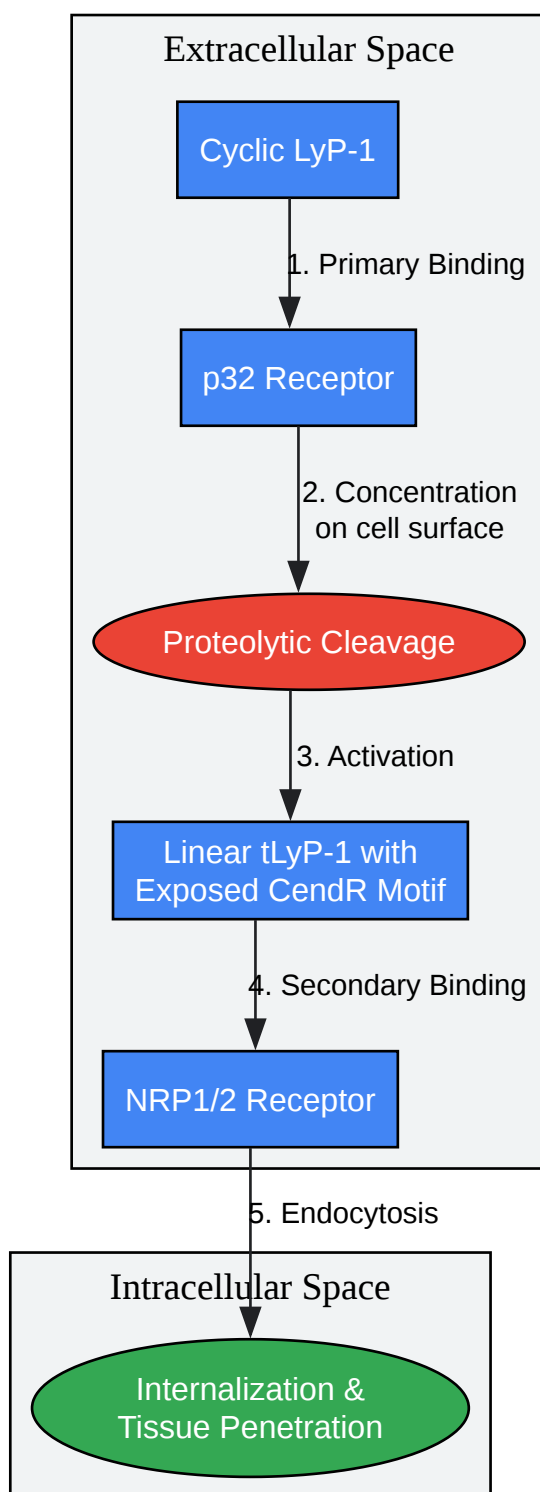 Extracellular Space
Cyclic LyP-1
1. Primary Binding
p32 Receptor
2. Concentration
on cell surface
Proteolytic Cleavage
3. Activation
Linear tLyP-1 with
Exposed CendR Motif
4. Secondary Binding
NRP1/2 Receptor
5. Endocytosis
Intracellular Space
Internalization &
Tissue Penetration